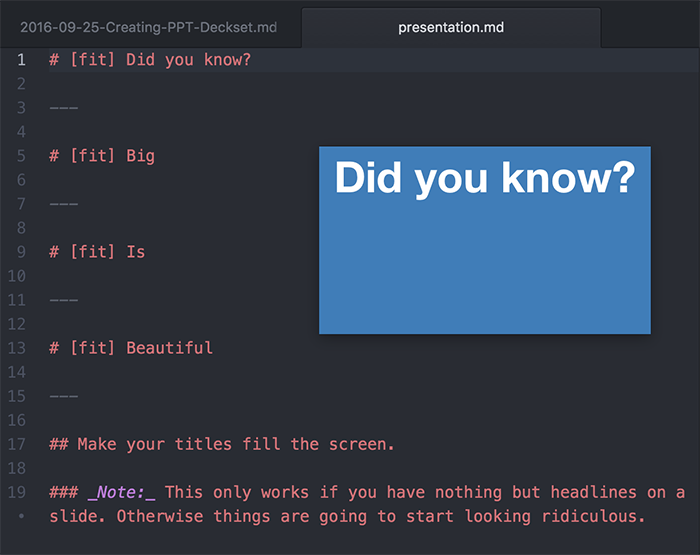 2016-09-25-Creating-PPT-Deckset.md presentation.md
1 # [fit] Did you know?
2
3 ---
4
5 # [fit] Big
6
7 ---
8
9 # [fit] Is
10
11 ---
12
13 # [fit] Beautiful
14
15 ---
16
17 ## Make your titles fill the screen.
18
19 ### _Note:_ This only works if you have nothing but headlines on a
• slide. Otherwise things are going to start looking ridiculous.
Did you know?